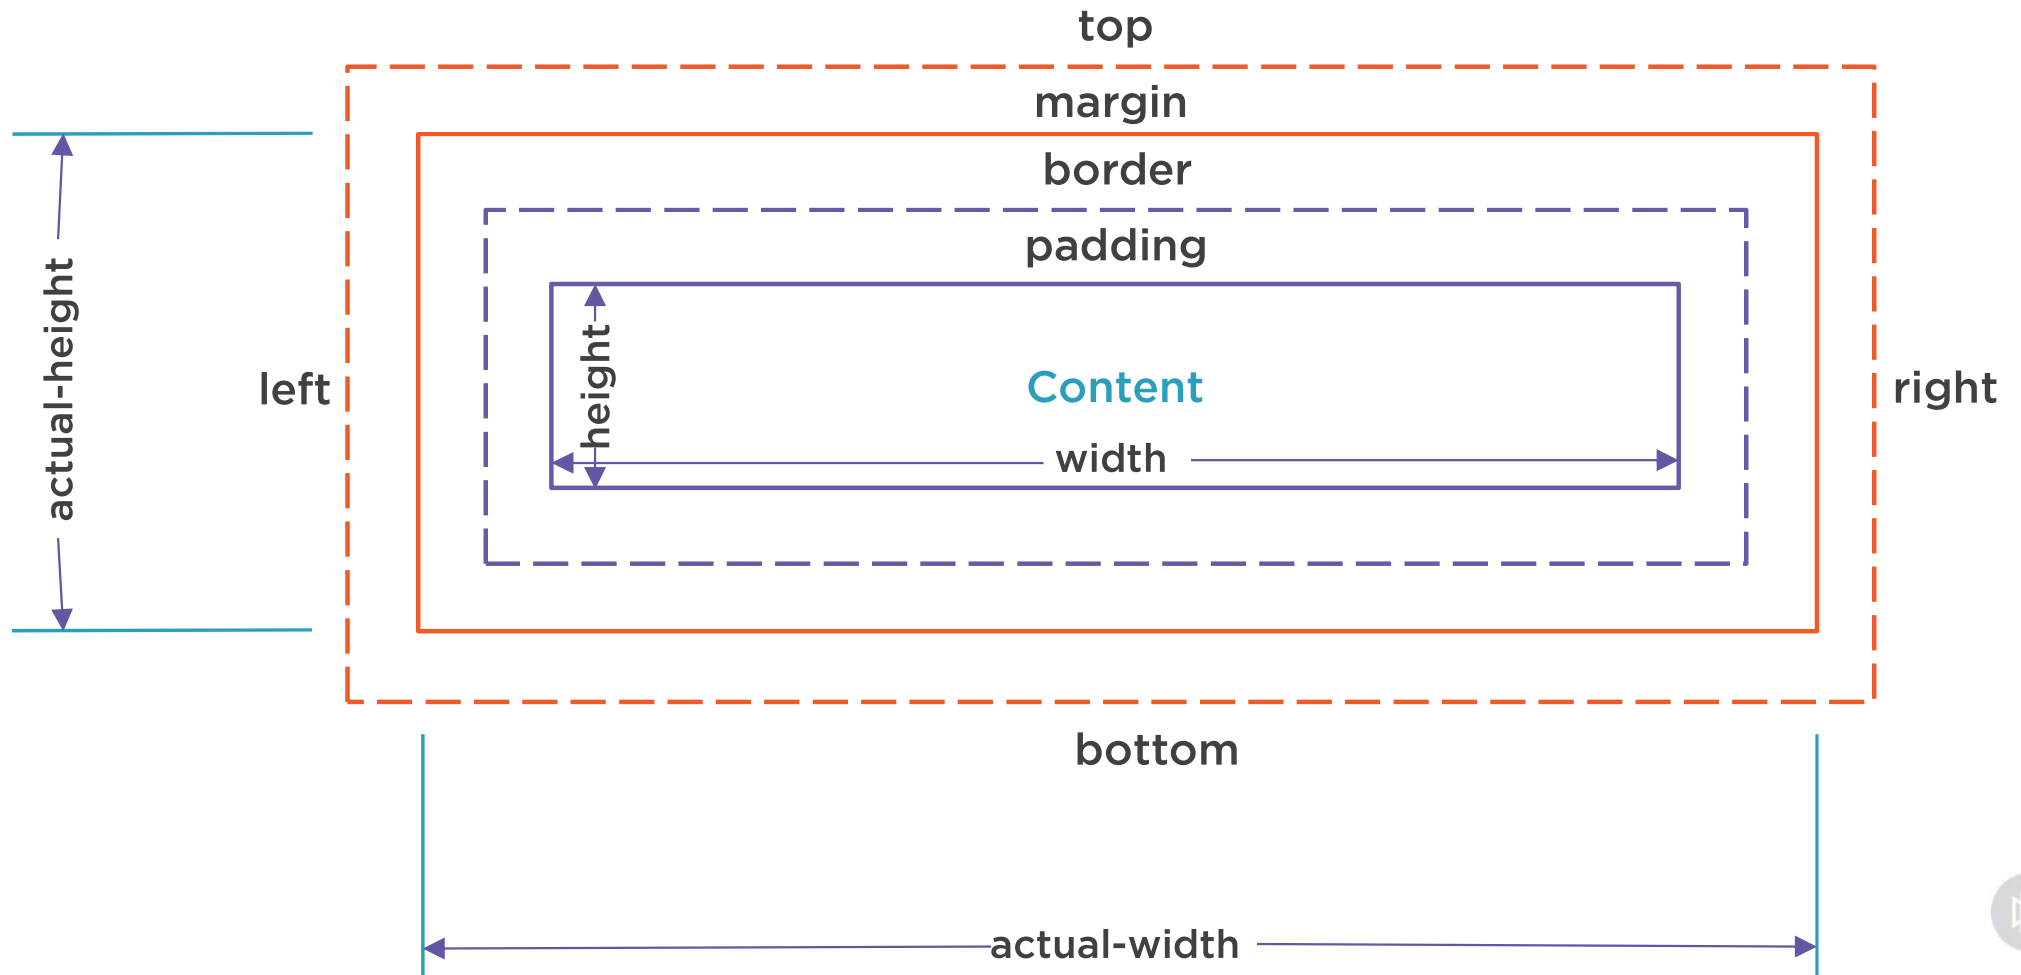 top
margin
border
padding
height
Content
width
left
right
actual-height
bottom
actual-width